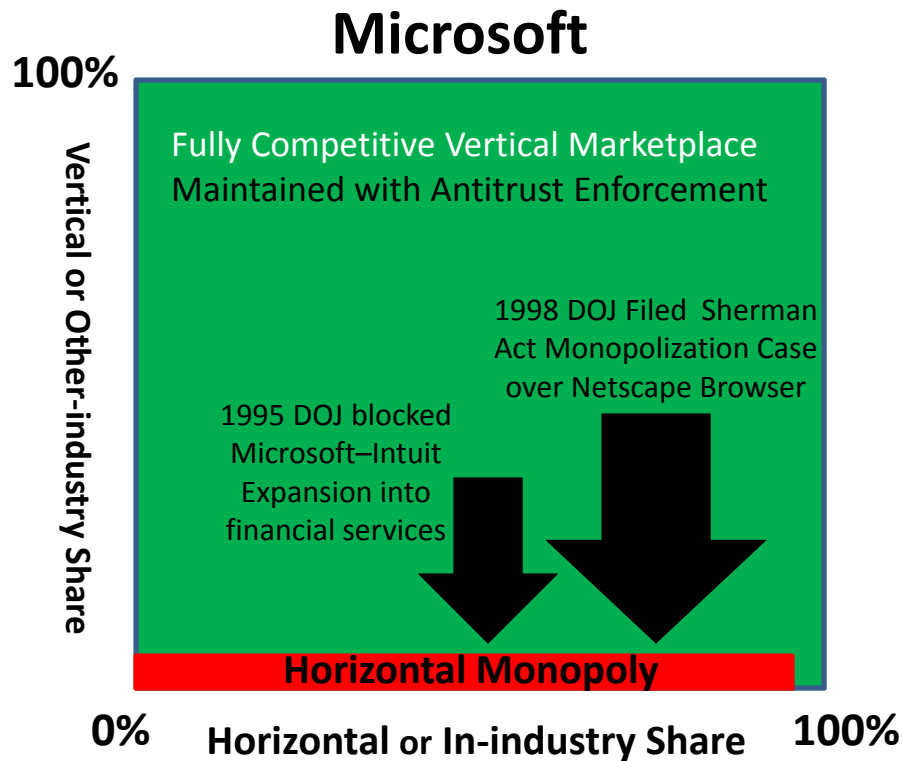 Microsoft
100%
Vertical or Other-industry Share
Fully Competitive Vertical Marketplace
Maintained with Antitrust Enforcement
1998 DOJ Filed Sherman
Act Monopolization Case
over Netscape Browser
1995 DOJ blocked
Microsoft–Intuit
Expansion into
financial services
Horizontal Monopoly
0%
Horizontal or In-industry Share
100%